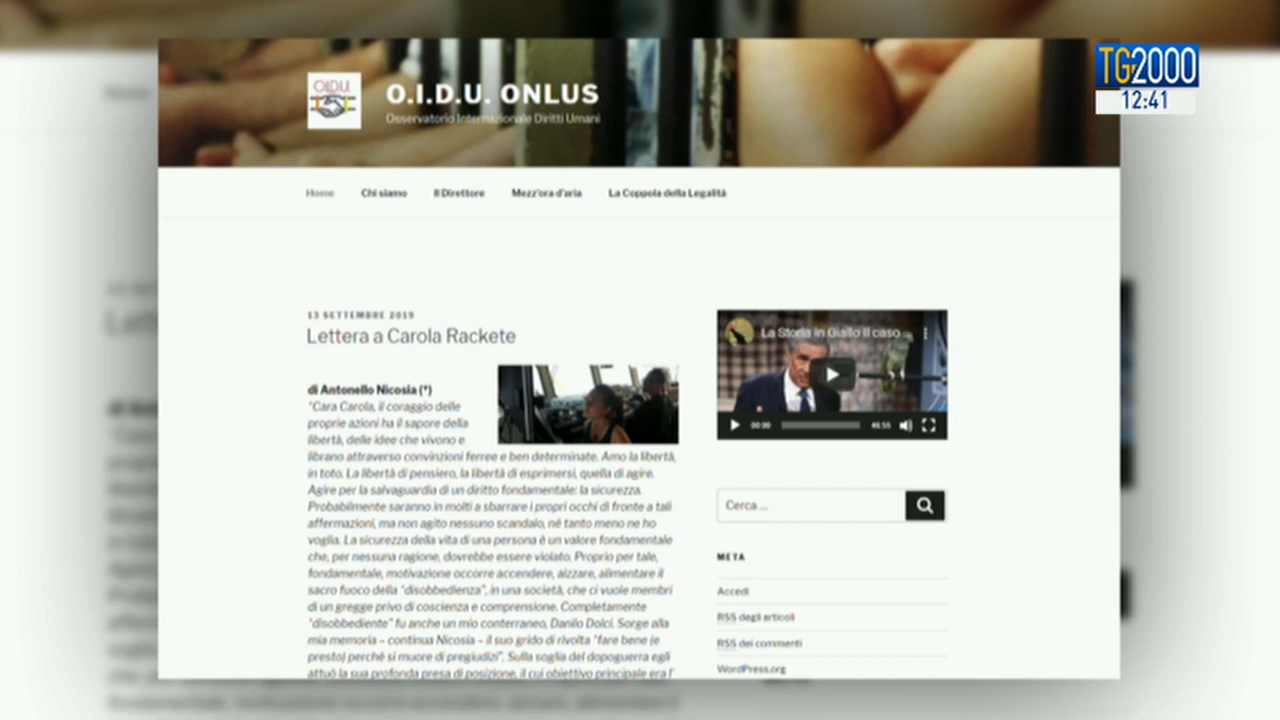 TG2000
12:41
O.I.D.U.
O.I.D.U. ONLUS
Osservatorio Internazionale Diritti Umani
Home Chi siamo Il Direttore Mezz'ora d'aria La Coppola della Legalità
13 SETTEMBRE 2019
Lettera a Carola Rackete
di Antonello Nicosia (*)
"Cara Carola, il coraggio delle
proprie azioni ha il sapore della
libertà, delle idee che vivono e
librano attraverso convinzioni ferree e ben determinate. Amo la libertà,
in toto. La libertà di pensiero, la libertà di esprimersi, quella di agire.
Agire per la salvaguardia di un diritto fondamentale: la sicurezza.
Probabilmente saranno in molti a sbarrare i propri occhi di fronte a tali
affermazioni, ma non agito nessuno scandalo, né tanto meno ne ho
voglia. La sicurezza della vita di una persona è un valore fondamentale
che, per nessuna ragione, dovrebbe essere violato. Proprio per tale,
fondamentale, motivazione occorre accendere, aizzare, alimentare il
sacro fuoco della "disobbedienza", in una società, che ci vuole membri
di un gregge privo di coscienza e comprensione. Completamente
"disobbediente" fu anche un mio conterraneo, Danilo Dolci. Sorge alla
mia memoria – continua Nicosia – il suo grido di rivolta "fare bene (e
presto) perché si muore di pregiudizi". Sulla soglia del dopoguerra egli
attuò la sua profonda presa di posizione, il cui obiettivo principale era l'
La Storia in Giallo Il caso ...
00:00 46:55
Cerca ...
META
Accedi
RSS degli articoli
RSS dei commenti
WordPress.org